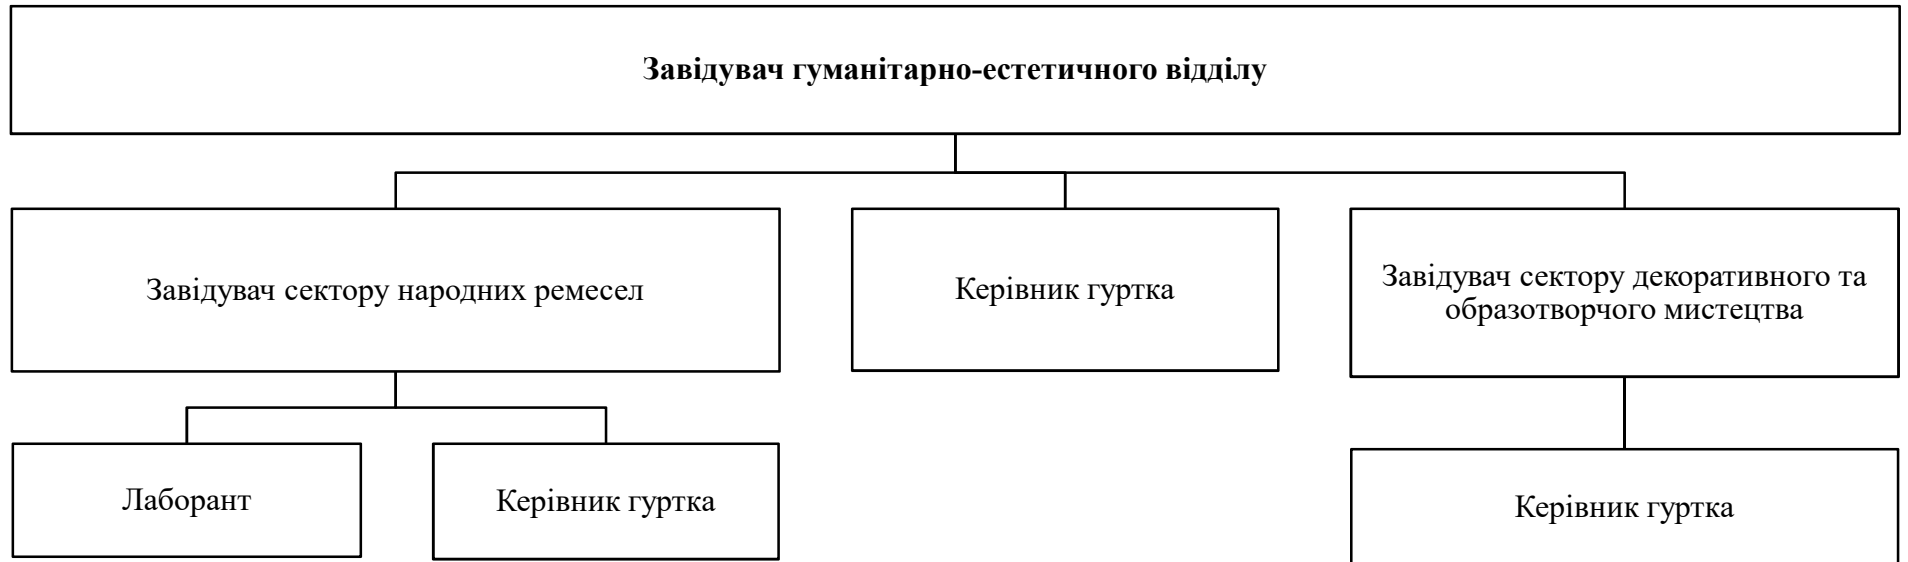 Завідувач гуманітарно-естетичного відділу
Завідувач сектору народних ремесел
Керівник гуртка
Завідувач сектору декоративного та
образотворчого мистецтва
Лаборант
Керівник гуртка
Керівник гуртка